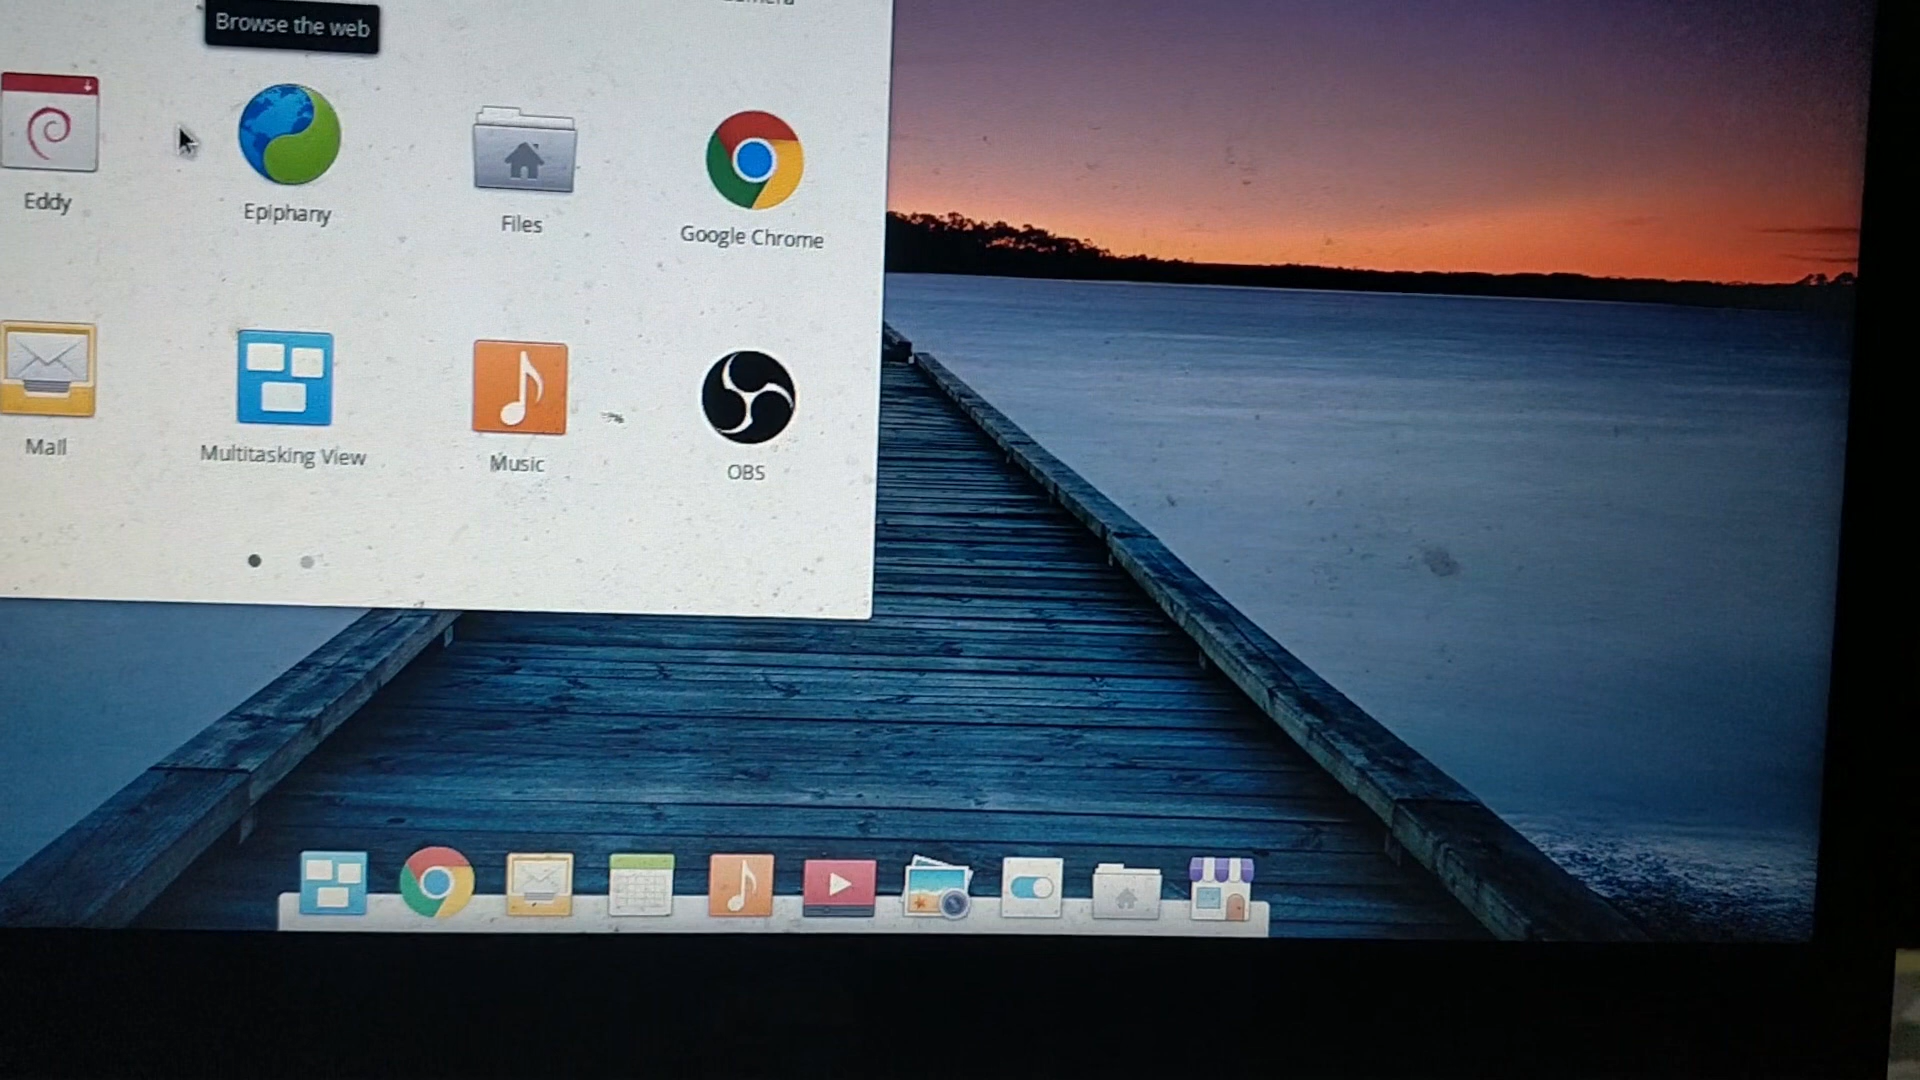 Browse the web
Eddy
Epiphany
Files
Google Chrome
Mail
Multitasking View
Music
OBS